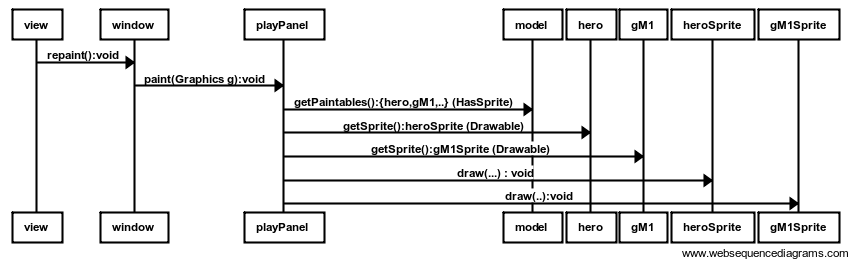 view window playPanel model hero gM1 heroSprite gM1Sprite
repaint():void
paint(Graphics g):void
getPaintables():{hero,gM1,..} (HasSprite)
getSprite():heroSprite (Drawable)
getSprite():gM1Sprite (Drawable)
draw(...) : void
draw(..):void
view window playPanel model hero gM1 heroSprite gM1Sprite
www.websequencediagrams.com